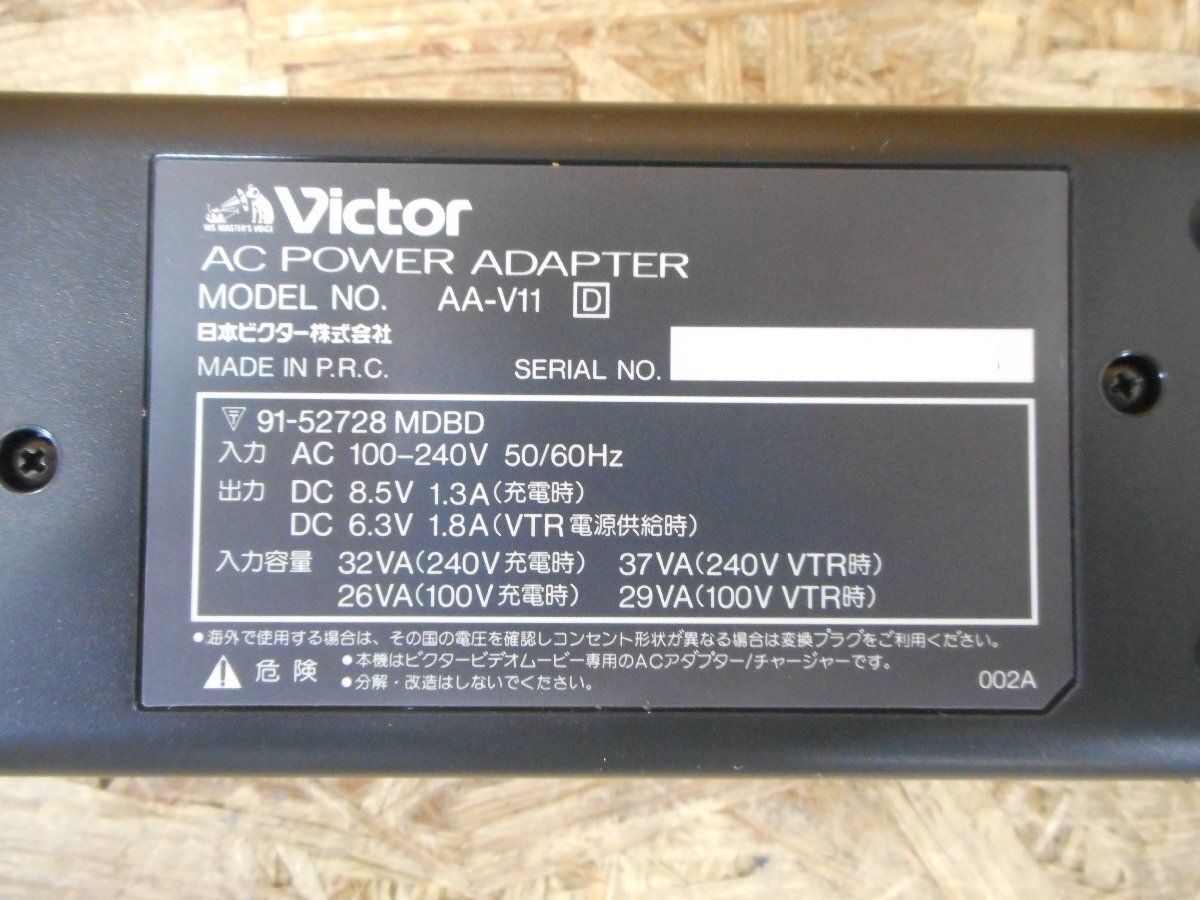 HIS MASTER'S VOICE
Victor
AC POWER ADAPTER
MODEL NO. AA-V11 D
日本ビクター株式会社
MADE IN P.R.C. SERIAL NO.
〒 91-52728 MDBD
入力 AC 100-240V 50/60Hz
出力 DC 8.5V 1.3A(充電時)
DC 6.3V 1.8A(VTR電源供給時)
入力容量 32VA(240V充電時) 37VA(240V VTR時)
26VA(100V充電時) 29VA(100V VTR時)
●海外で使用する場合は、その国の電圧を確認しコンセント形状が異なる場合は変換プラグをご利用ください。
危険 ●本機はビクタービデオムービー専用のACアダプター/チャージャーです。
●分解・改造はしないでください。
002A